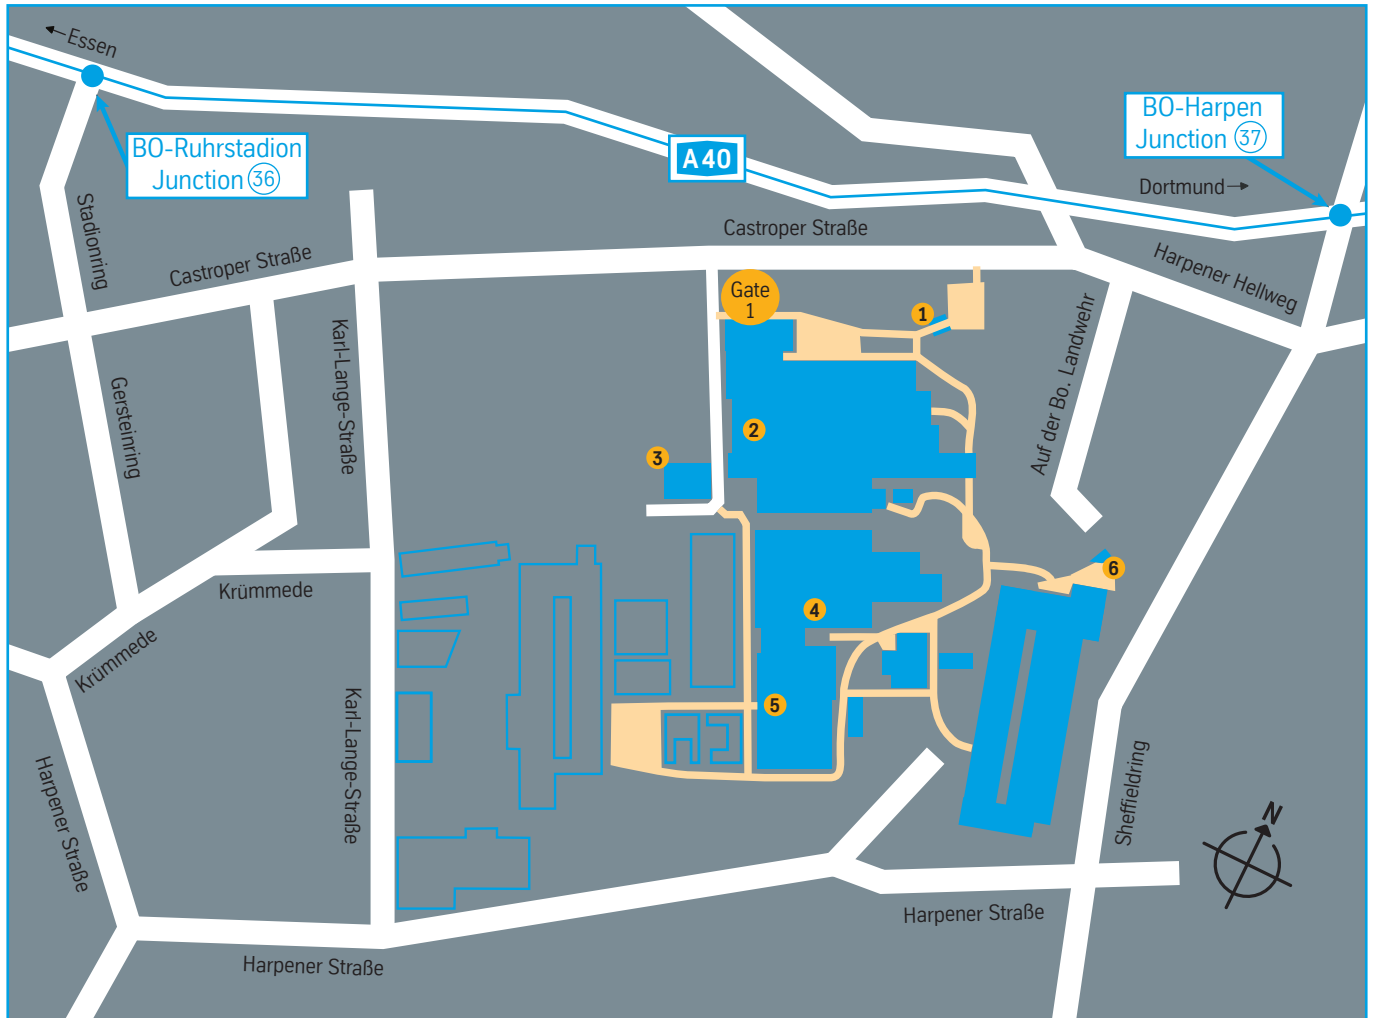 ← Essen
BO-Ruhrstadion
Junction 36
A 40
BO-Harpen
Junction 37
Dortmund →
Stadionring
Castroper Straße
Castroper Straße
Harpener Hellweg
Gate
1
1
Karl-Lange-Straße
Auf der Bo. Landwehr
Gersteinring
2
3
6
Krümmede
4
Krümmede
5
Karl-Lange-Straße
Harpener Straße
Sheffieldring
N
Harpener Straße
Harpener Straße